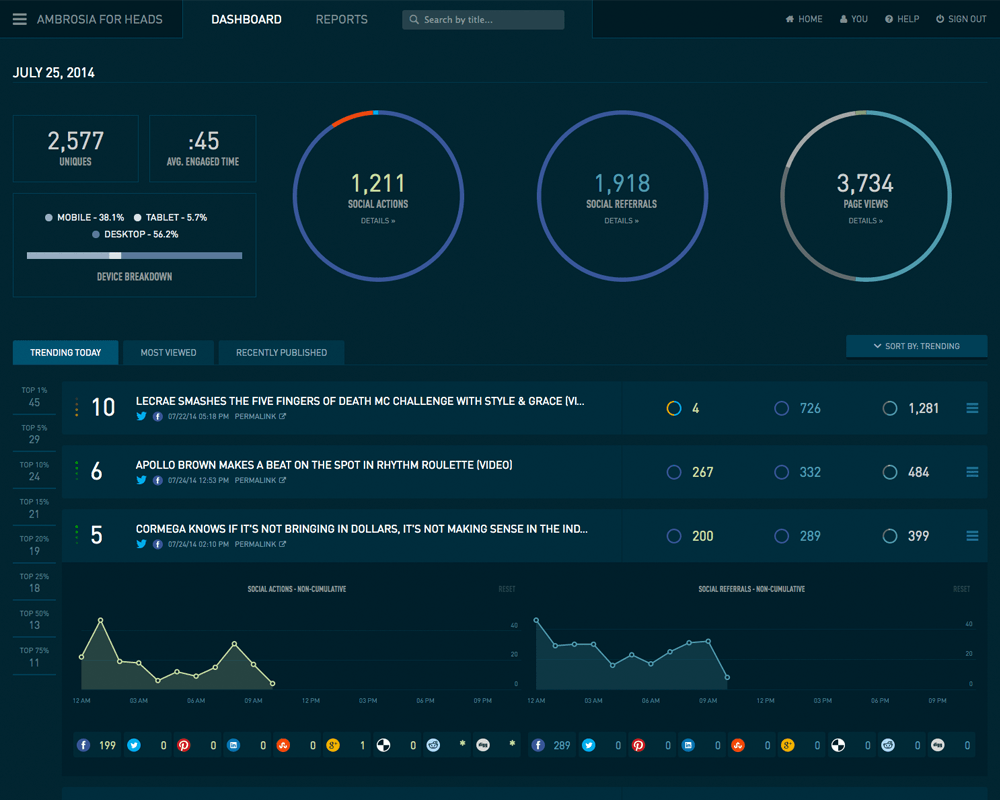 AMBROSIA FOR HEADS DASHBOARD REPORTS Search by title... HOME YOU HELP SIGN OUT
JULY 25, 2014
2,577
UNIQUES
:45
AVG. ENGAGED TIME
MOBILE - 38.1% TABLET - 5.7%
DESKTOP - 56.2%
DEVICE BREAKDOWN
1,211
SOCIAL ACTIONS
DETAILS »
1,918
SOCIAL REFERRALS
DETAILS »
3,734
PAGE VIEWS
DETAILS »
TRENDING TODAY MOST VIEWED RECENTLY PUBLISHED SORT BY: TRENDING
TOP 1%
45
TOP 5%
29
TOP 10%
24
TOP 15%
21
TOP 20%
19
TOP 25%
18
TOP 50%
13
TOP 75%
11
10 LECRAE SMASHES THE FIVE FINGERS OF DEATH MC CHALLENGE WITH STYLE & GRACE (VI... 4 726 1,281
07/22/14 05:18 PM PERMALINK
6 APOLLO BROWN MAKES A BEAT ON THE SPOT IN RHYTHM ROULETTE (VIDEO) 267 332 484
07/24/14 12:53 PM PERMALINK
5 CORMEGA KNOWS IF IT'S NOT BRINGING IN DOLLARS, IT'S NOT MAKING SENSE IN THE IND... 200 289 399
07/24/14 02:10 PM PERMALINK
SOCIAL ACTIONS - NON-CUMULATIVE RESET
40
20
0
12 AM 03 AM 06 AM 09 AM 12 PM 03 PM 06 PM 09 PM
SOCIAL REFERRALS - NON-CUMULATIVE RESET
40
20
0
12 AM 03 AM 06 AM 09 AM 12 PM 03 PM 06 PM 09 PM
199 0 0 0 0 1 0 * *
289 0 0 0 0 0 0 0 0